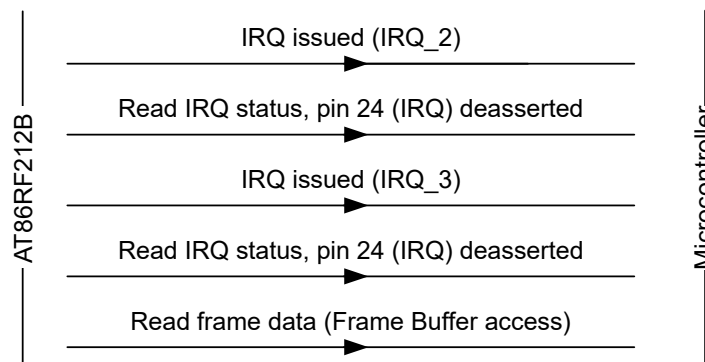 IRQ issued (IRQ_2)
Read IRQ status, pin 24 (IRQ) deasserted
IRQ issued (IRQ_3)
Read IRQ status, pin 24 (IRQ) deasserted
Read frame data (Frame Buffer access)
AT86RF212B
Microcontroller